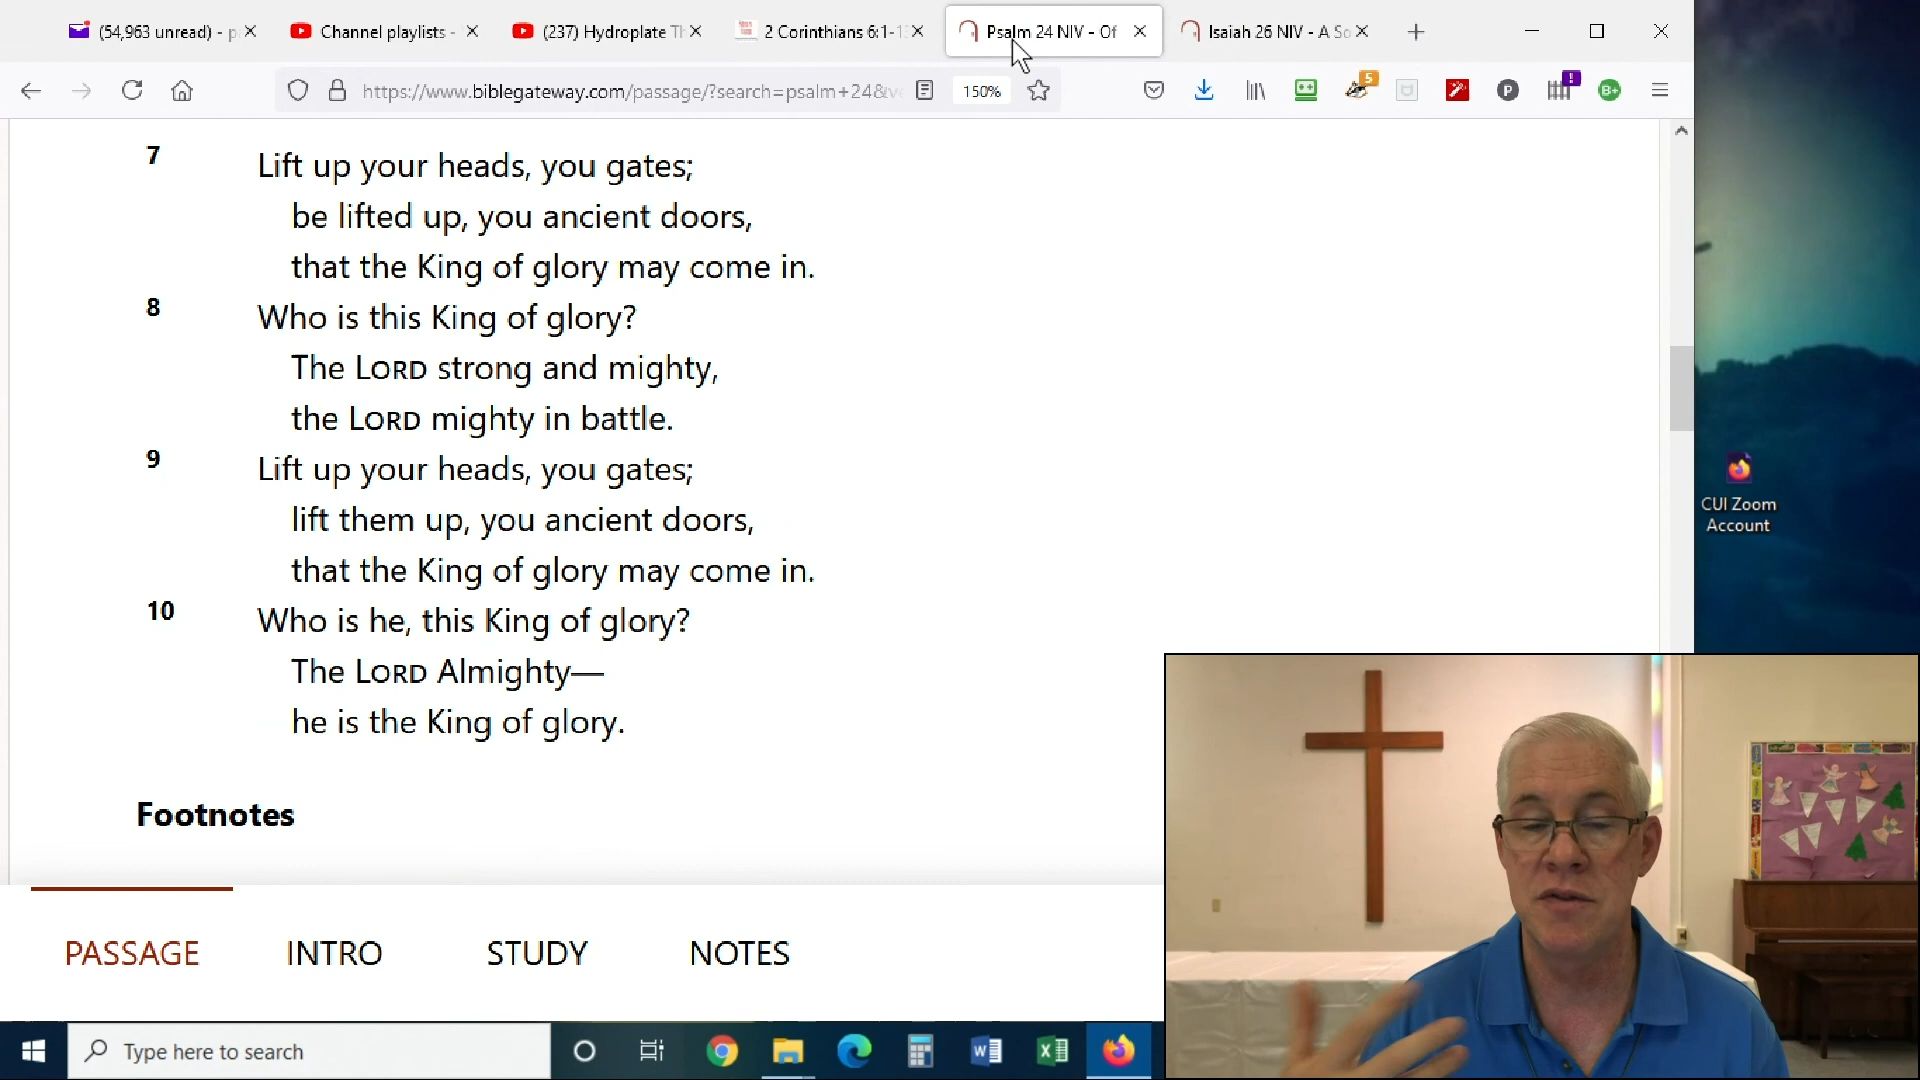 (54,963 unread) - p
Channel playlists -
(237) Hydroplate Th
2 Corinthians 6:1-1
Psalm 24 NIV - Of
Isaiah 26 NIV - A So
https://www.biblegateway.com/passage/?search=psalm+24&ve
150%
5
!
P
B+
7 Lift up your heads, you gates;
be lifted up, you ancient doors,
that the King of glory may come in.
8 Who is this King of glory?
The LORD strong and mighty,
the LORD mighty in battle.
9 Lift up your heads, you gates;
lift them up, you ancient doors,
that the King of glory may come in.
10 Who is he, this King of glory?
The LORD Almighty—
he is the King of glory.
Footnotes
PASSAGE INTRO STUDY NOTES
CUI Zoom
Account
Type here to search